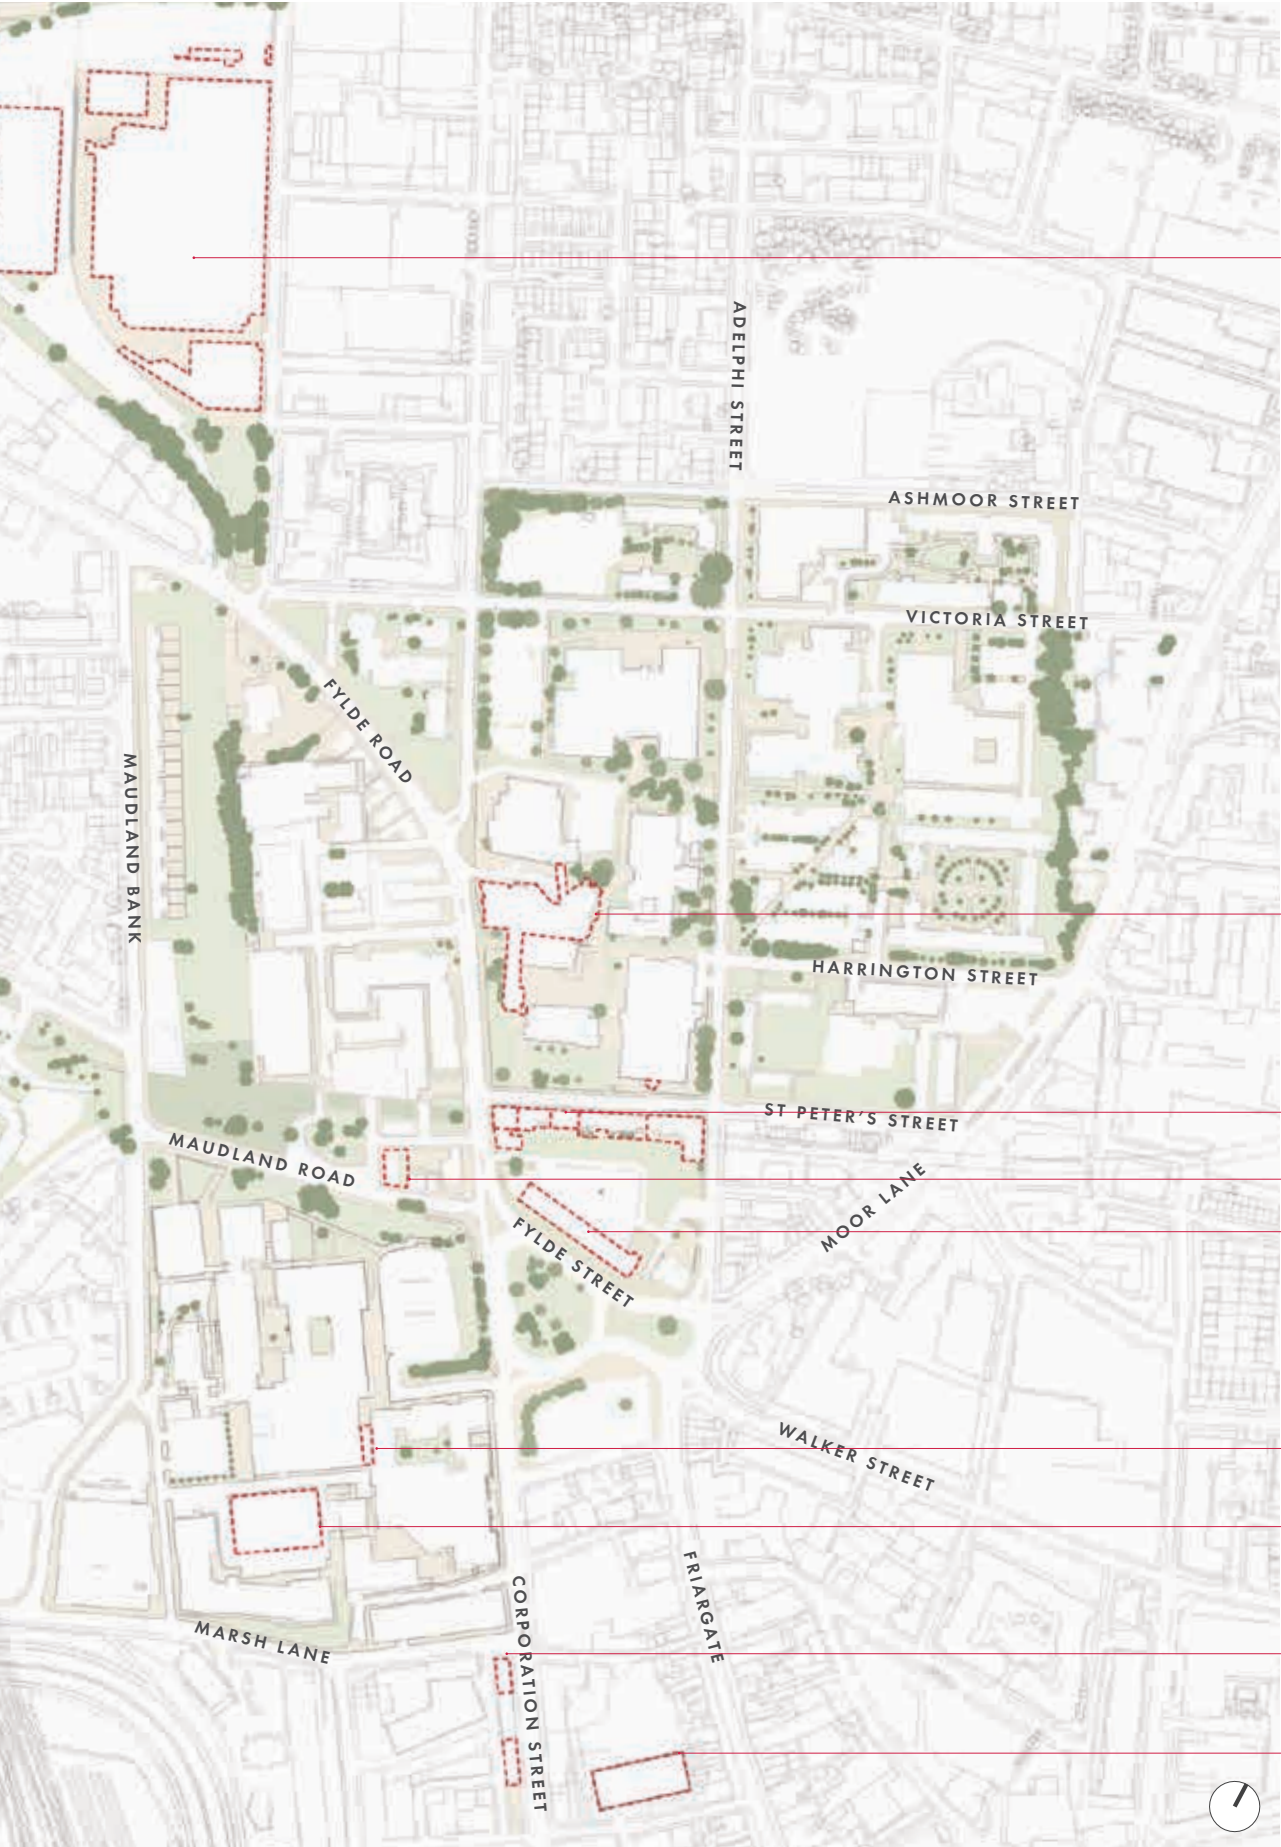 ADELPHI STREET
ASHMOOR STREET
VICTORIA STREET
FYLDE ROAD
MAUDLAND BANK
HARRINGTON STREET
ST PETER'S STREET
MAUDLAND ROAD
MOOR LANE
FYLDE STREET
WALKER STREET
FRIARGATE
CORPORATION STREET
MARSH LANE